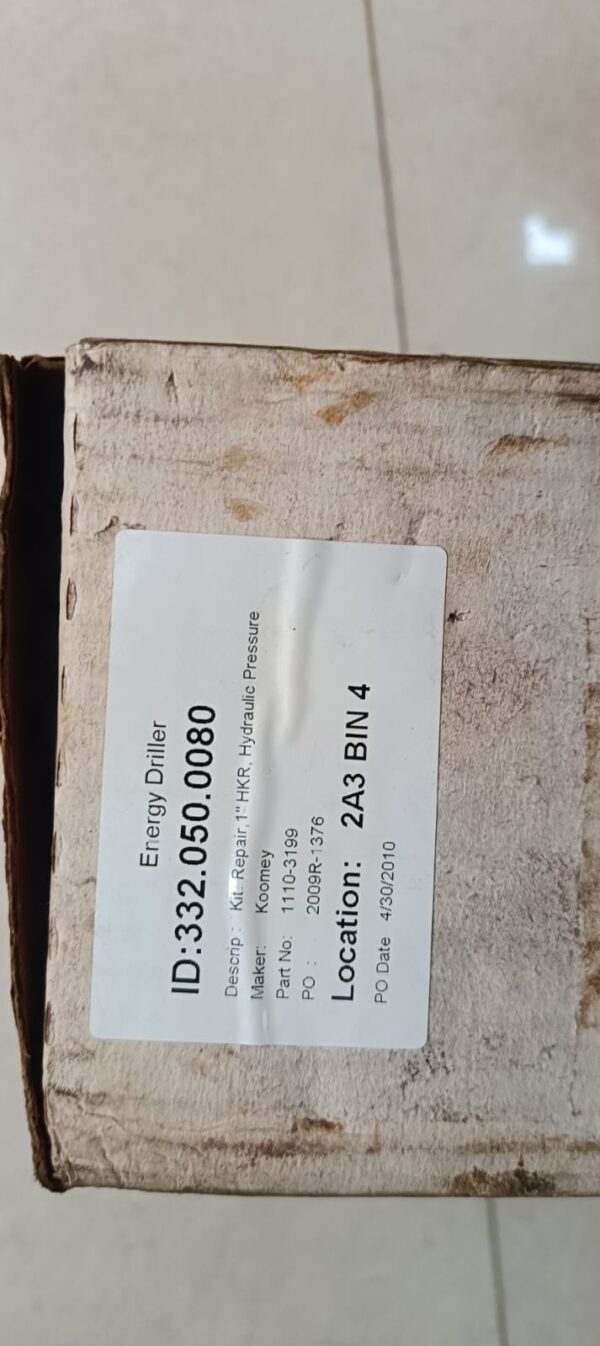 Energy Driller
ID:332.050.0080
Descrip : Kit. Repair,1" HKR, Hydraulic Pressure
Maker: Koomey
Part No: 1110-3199
PO : 2009R-1376
Location: 2A3 BIN 4
PO Date 4/30/2010